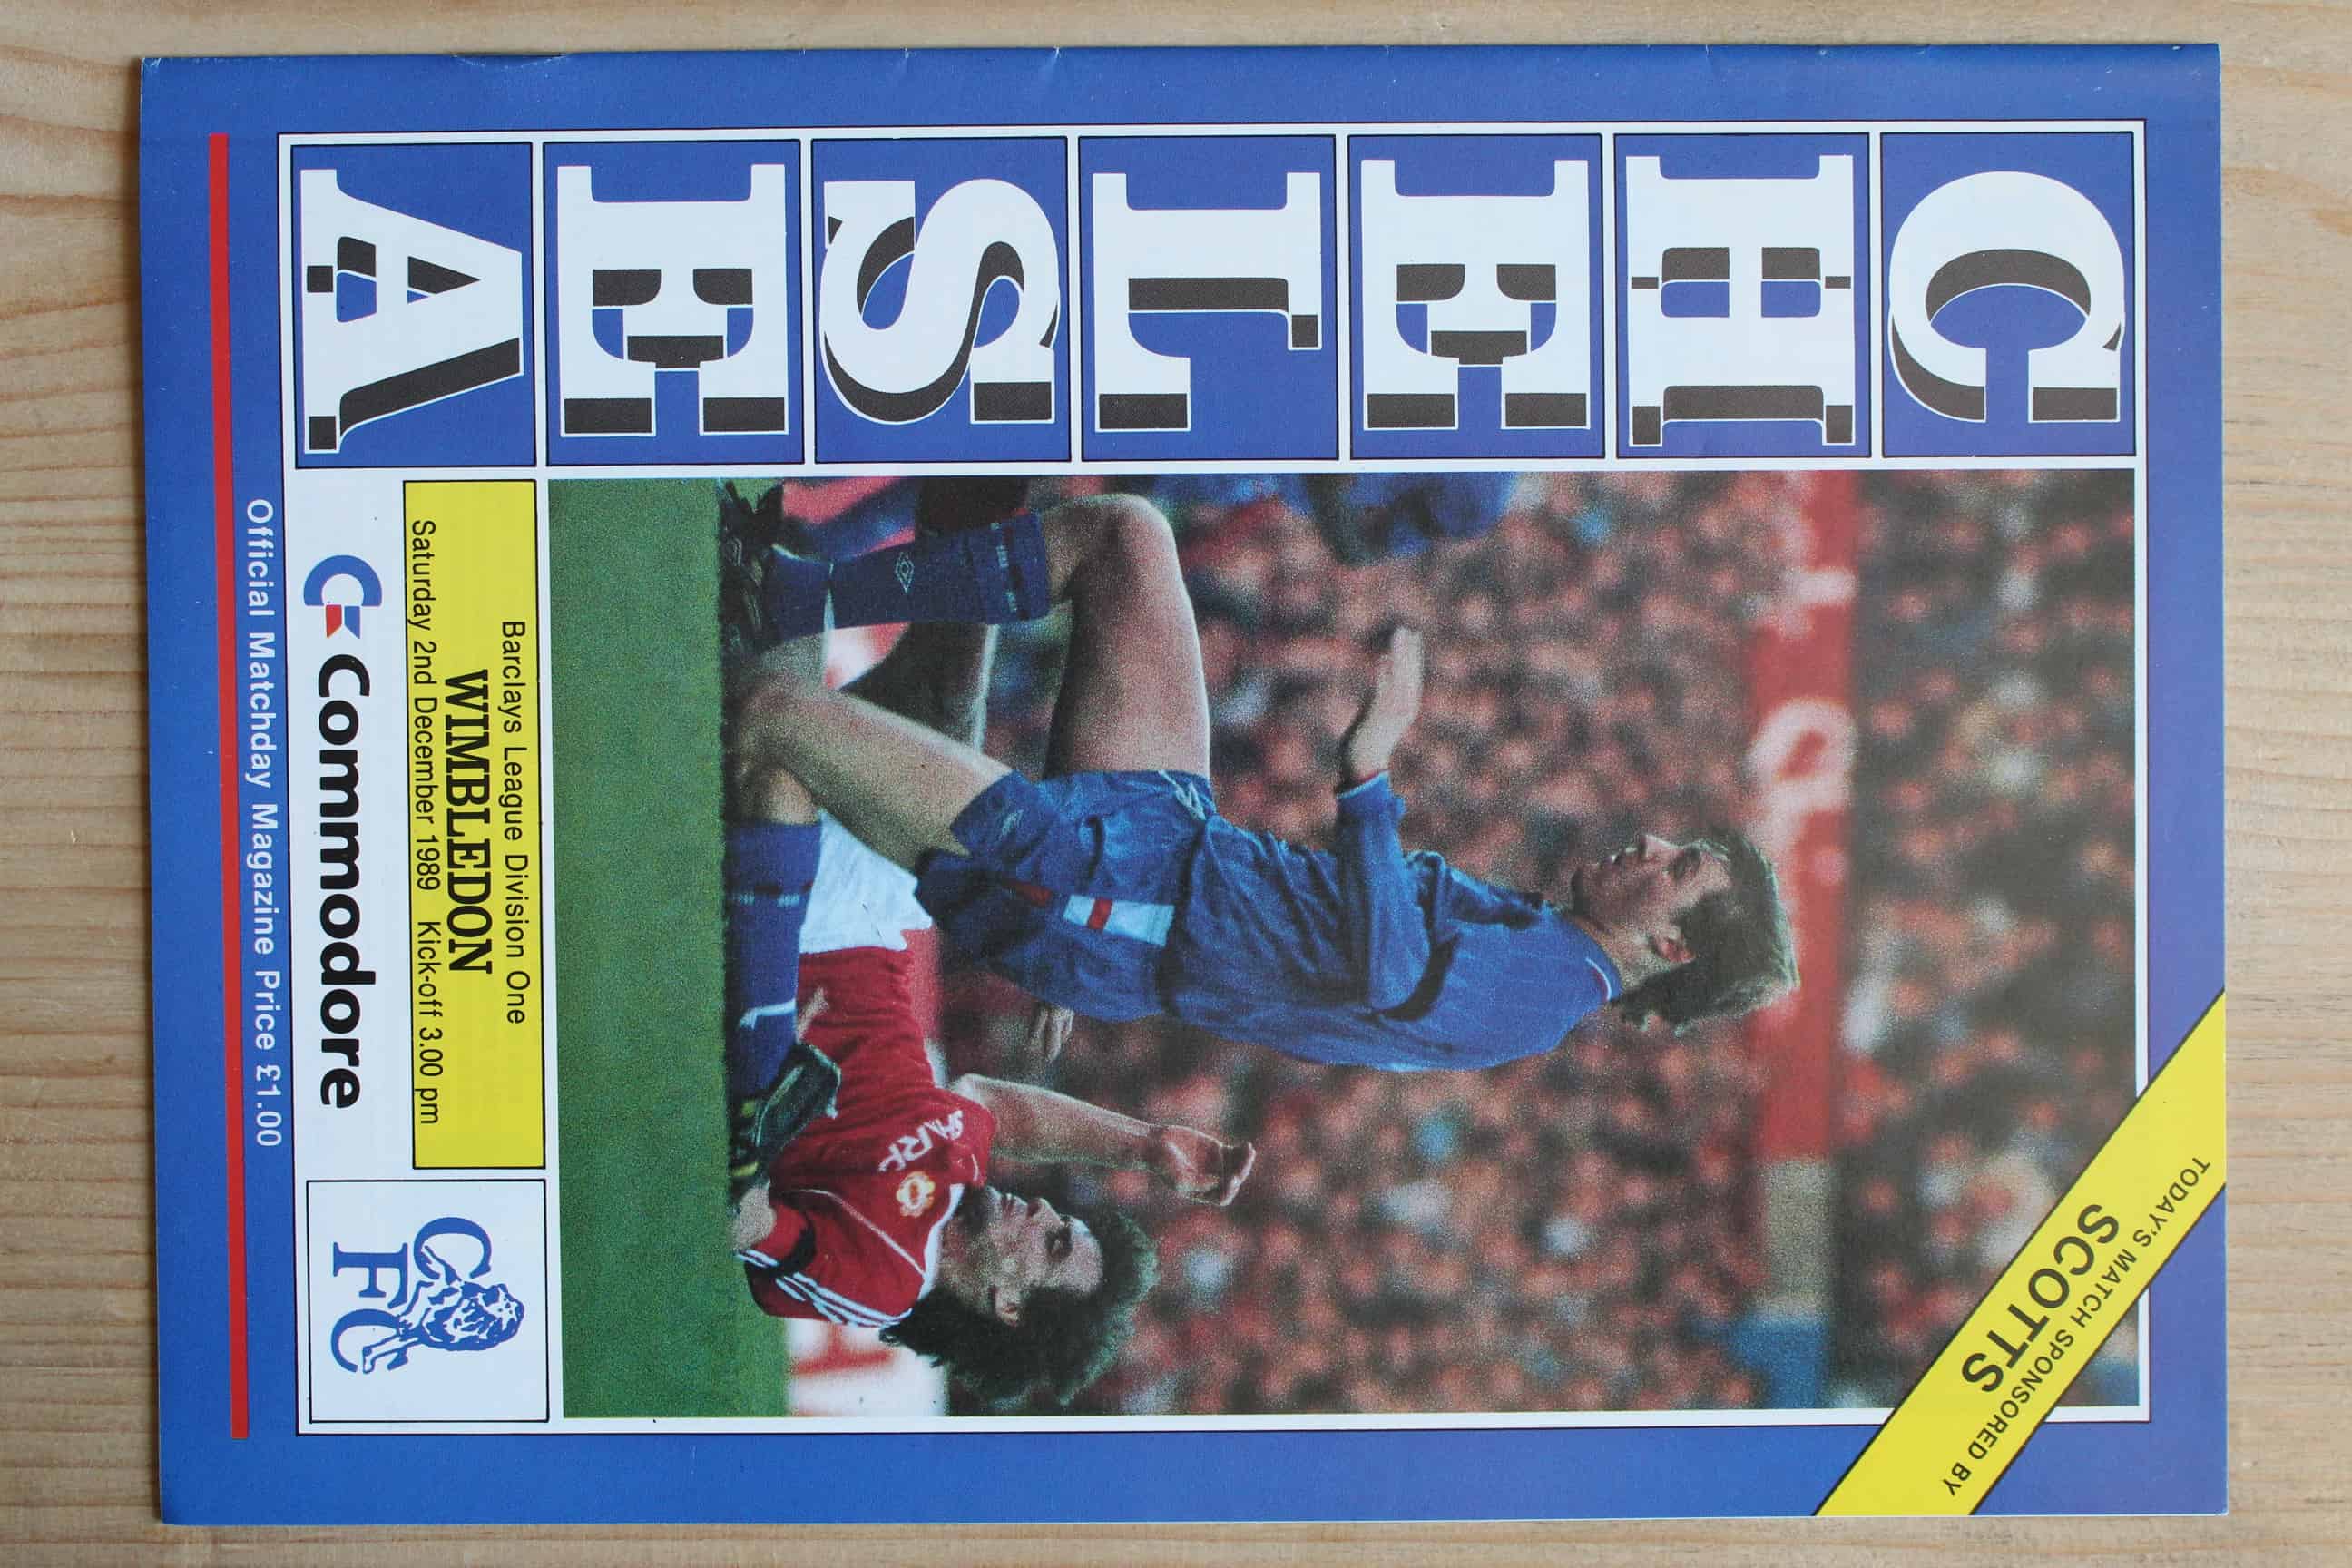 CHELSEA
TODAY'S MATCH SPONSORED BY
SCOTTS
SHARP
Barclays League Division One
WIMBLEDON
Saturday 2nd December 1989 Kick-off 3.00 pm
Commodore
CFC
Official Matchday Magazine Price £1.00